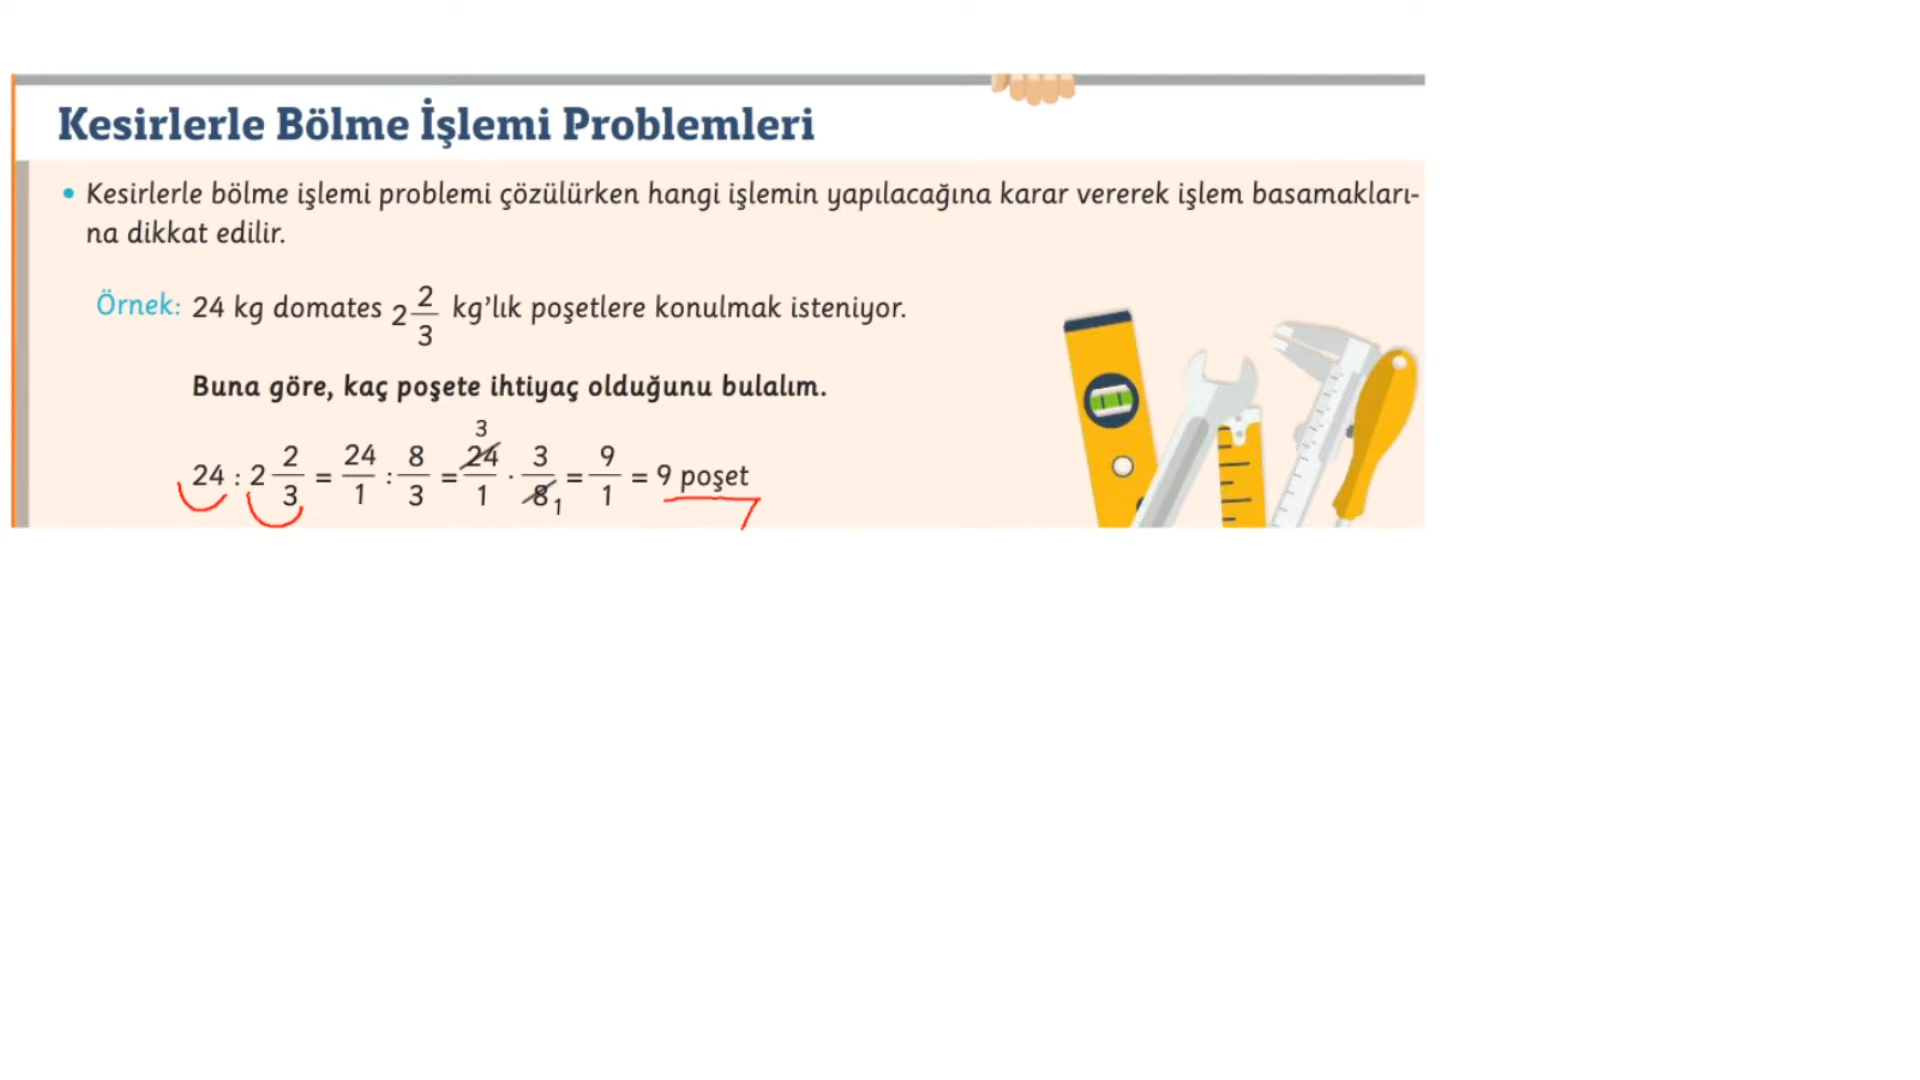 Kesirlerle Bölme İşlemi Problemleri
• Kesirlerle bölme işlemi problemi çözülürken hangi işlemin yapılacağına karar vererek işlem basamakları-
na dikkat edilir.
Örnek: 24 kg domates 2 2/3 kg'lık poşetlere konulmak isteniyor.
Buna göre, kaç poşete ihtiyaç olduğunu bulalım.
3
24 : 2 2/3 = 24/1 : 8/3 = 24/1 · 3/8 1 = 9/1 = 9 poşet